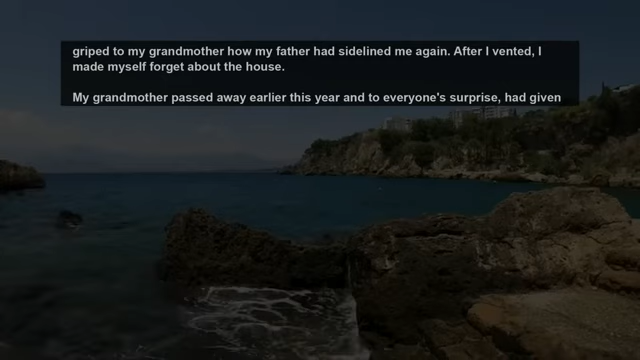 griped to my grandmother how my father had sidelined me again. After I vented, I
made myself forget about the house.
My grandmother passed away earlier this year and to everyone's surprise, had given